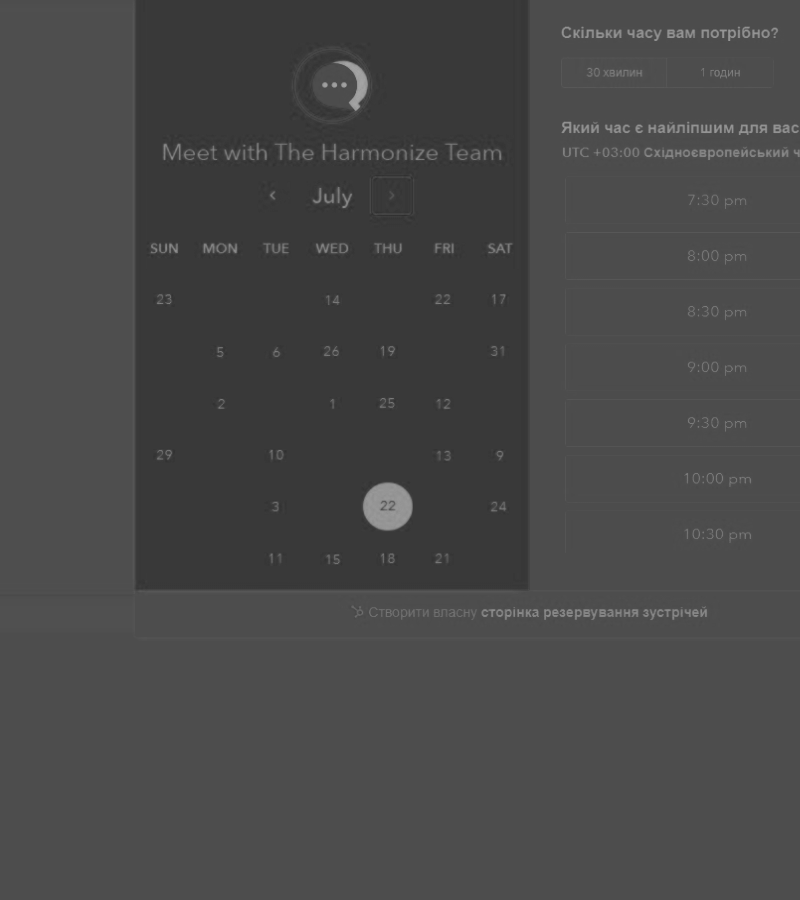 Meet with The Harmonize Team
July
SUN MON TUE WED THU FRI SAT
23 14 22 17
5 6 26 19 31
2 1 25 12
29 10 13 9
3 22 24
11 15 18 21
Скільки часу вам потрібно?
30 хвилин 1 годин
Який час є найліпшим для вас
UTC +03:00 Східноєвропейський ч
7:30 pm
8:00 pm
8:30 pm
9:00 pm
9:30 pm
10:00 pm
10:30 pm
Створити власну сторінка резервування зустрічей